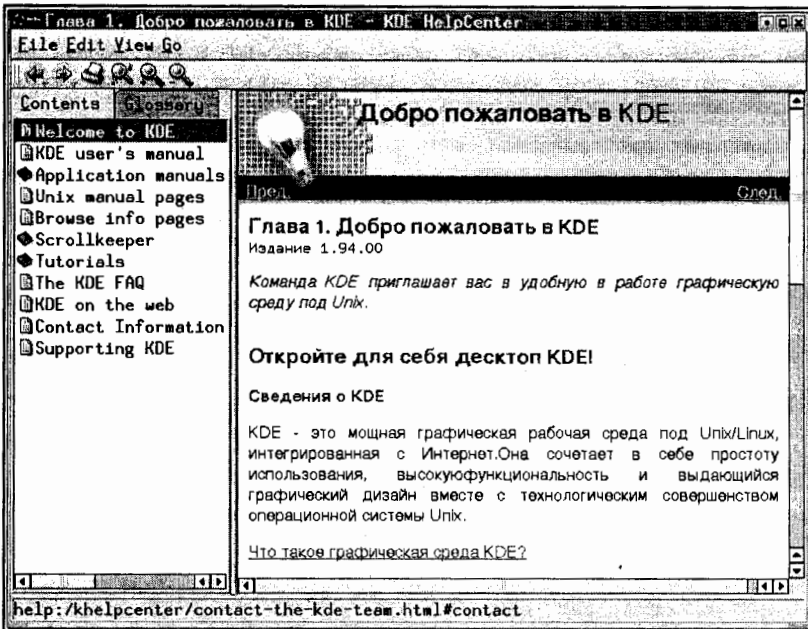 Глава 1. Добро пожаловать в KDE - KDE HelpCenter
File Edit View Go
Contents Glossary
Welcome to KDE
KDE user's manual
Application manuals
Unix manual pages
Browse info pages
Scrollkeeper
Tutorials
The KDE FAQ
KDE on the web
Contact Information
Supporting KDE
Добро пожаловать в KDE
Пред. След.
Глава 1. Добро пожаловать в KDE
Издание 1.94.00
Команда KDE приглашает вас в удобную в работе графическую
среду под Unix.
Откройте для себя десктоп KDE!
Сведения о KDE
KDE - это мощная графическая рабочая среда под Unix/Linux,
интегрированная с Интернет.Она сочетает в себе простоту
использования, высокуюфункциональность и выдающийся
графический дизайн вместе с технологическим совершенством
операционной системы Unix.
Что такое графическая среда KDE?
help:/khelpcenter/contact-the-kde-team.html#contact